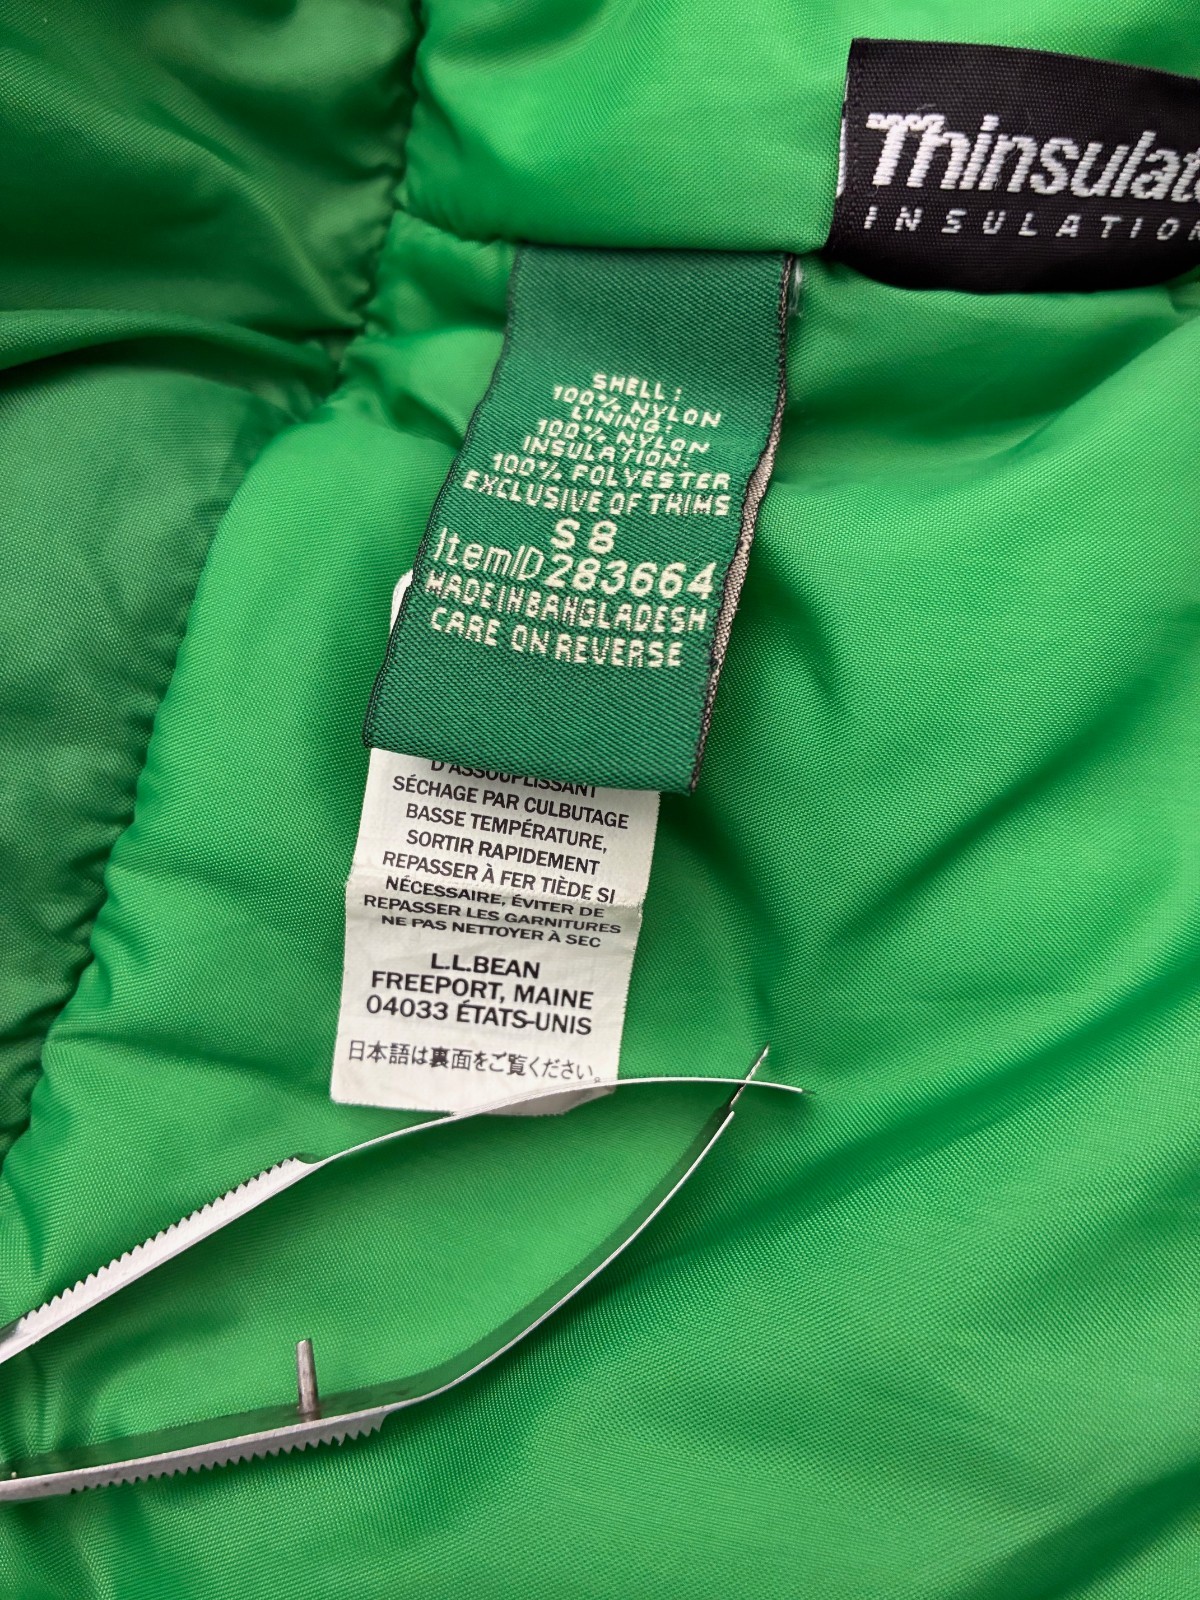 Thinsulate
INSULATION
SHELL:
100% NYLON
LINING:
100% NYLON
INSULATION:
100% POLYESTER
EXCLUSIVE OF TRIMS
S 8
ItemID 283664
MADE IN BANGLADESH
CARE ON REVERSE
D'ASSOUPLISSANT
SÉCHAGE PAR CULBUTAGE
BASSE TEMPÉRATURE,
SORTIR RAPIDEMENT
REPASSER À FER TIÈDE SI
NÉCESSAIRE, ÉVITER DE
REPASSER LES GARNITURES
NE PAS NETTOYER À SEC
L.L.BEAN
FREEPORT, MAINE
04033 ÉTATS-UNIS
日本語は裏面をご覧ください。